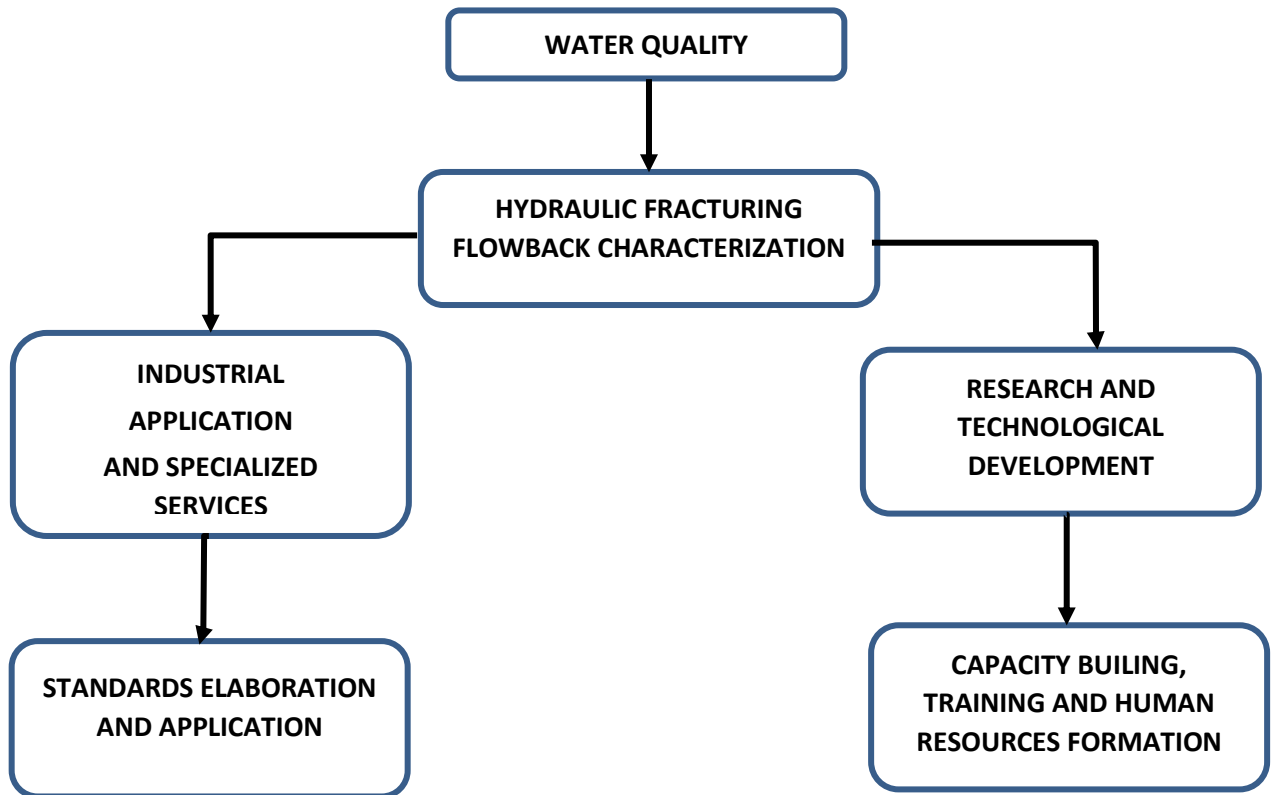 WATER QUALITY
HYDRAULIC FRACTURING
FLOWBACK CHARACTERIZATION
INDUSTRIAL
APPLICATION
AND SPECIALIZED
SERVICES
RESEARCH AND
TECHNOLOGICAL
DEVELOPMENT
STANDARDS ELABORATION
AND APPLICATION
CAPACITY BUILING,
TRAINING AND HUMAN
RESOURCES FORMATION